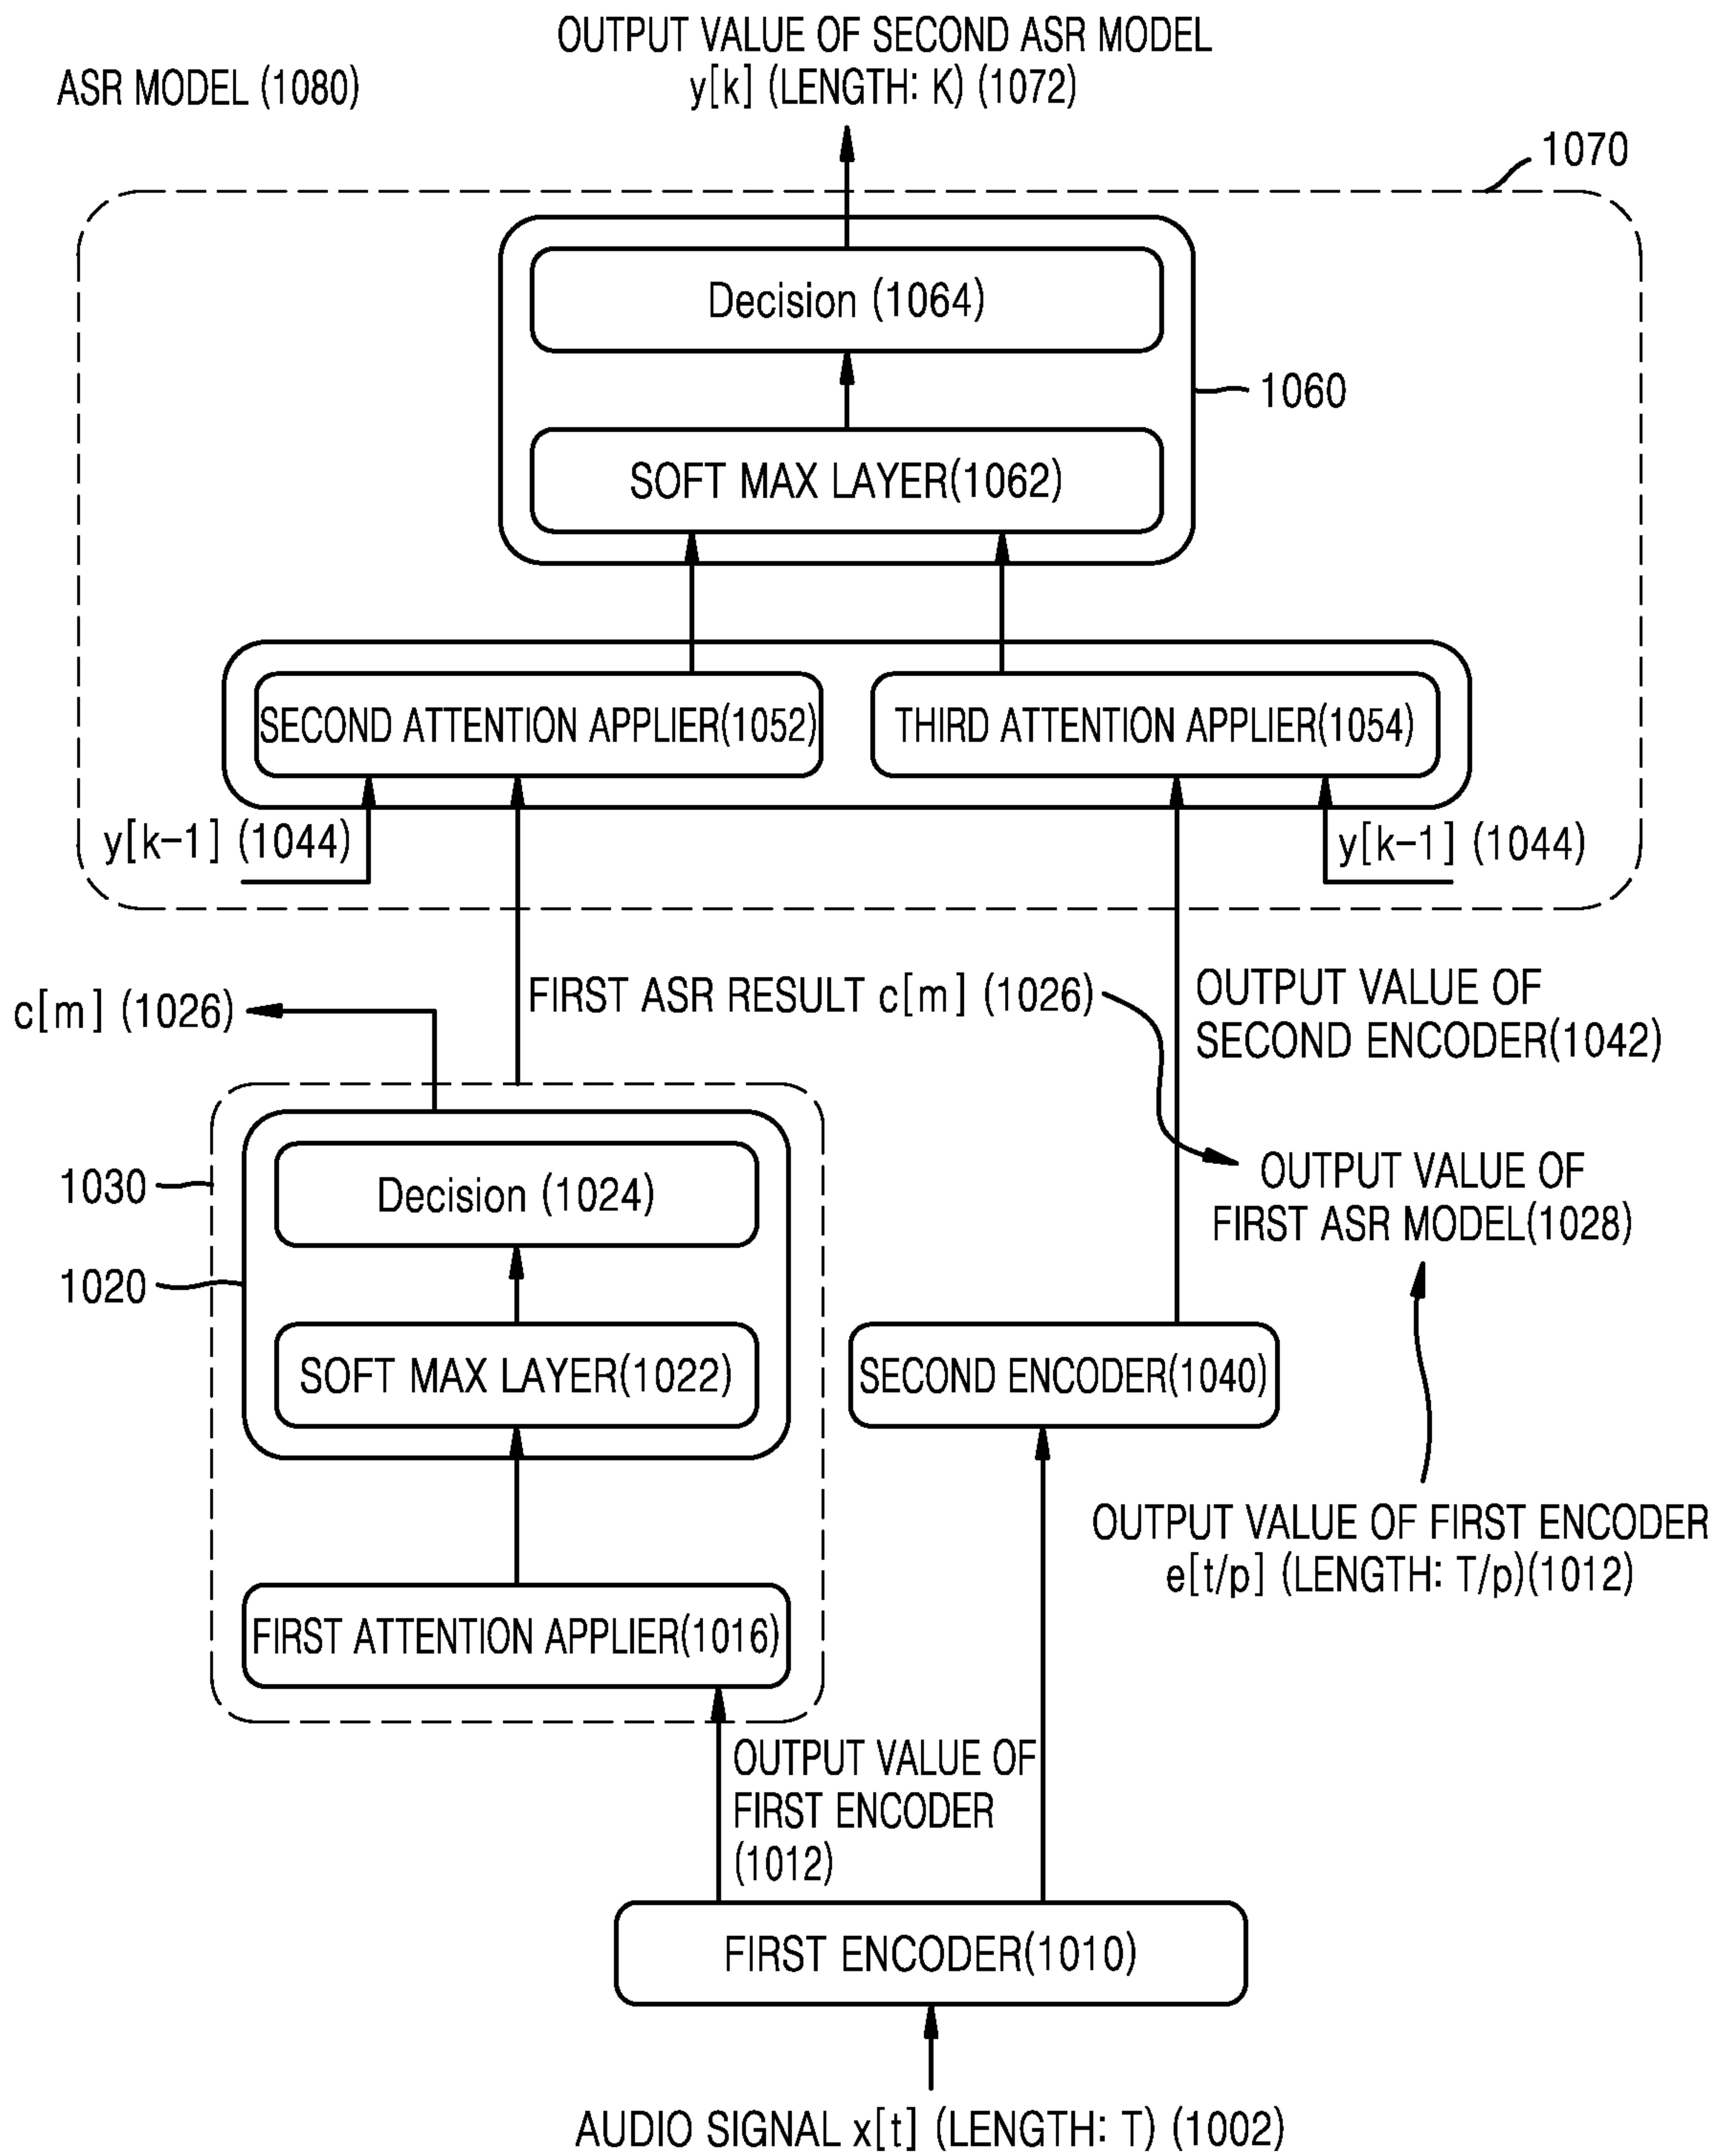 OUTPUT VALUE OF SECOND ASR MODEL
y[k] (LENGTH: K) (1072)
ASR MODEL (1080)
1070
Decision (1064)
1060
SOFT MAX LAYER(1062)
SECOND ATTENTION APPLIER(1052)
THIRD ATTENTION APPLIER(1054)
y[k-1] (1044)
y[k-1] (1044)
c[m] (1026)
FIRST ASR RESULT c[m] (1026)
OUTPUT VALUE OF
SECOND ENCODER(1042)
1030
Decision (1024)
OUTPUT VALUE OF
FIRST ASR MODEL(1028)
1020
SOFT MAX LAYER(1022)
SECOND ENCODER(1040)
OUTPUT VALUE OF FIRST ENCODER
e[t/p] (LENGTH: T/p)(1012)
FIRST ATTENTION APPLIER(1016)
OUTPUT VALUE OF
FIRST ENCODER
(1012)
FIRST ENCODER(1010)
AUDIO SIGNAL x[t] (LENGTH: T) (1002)